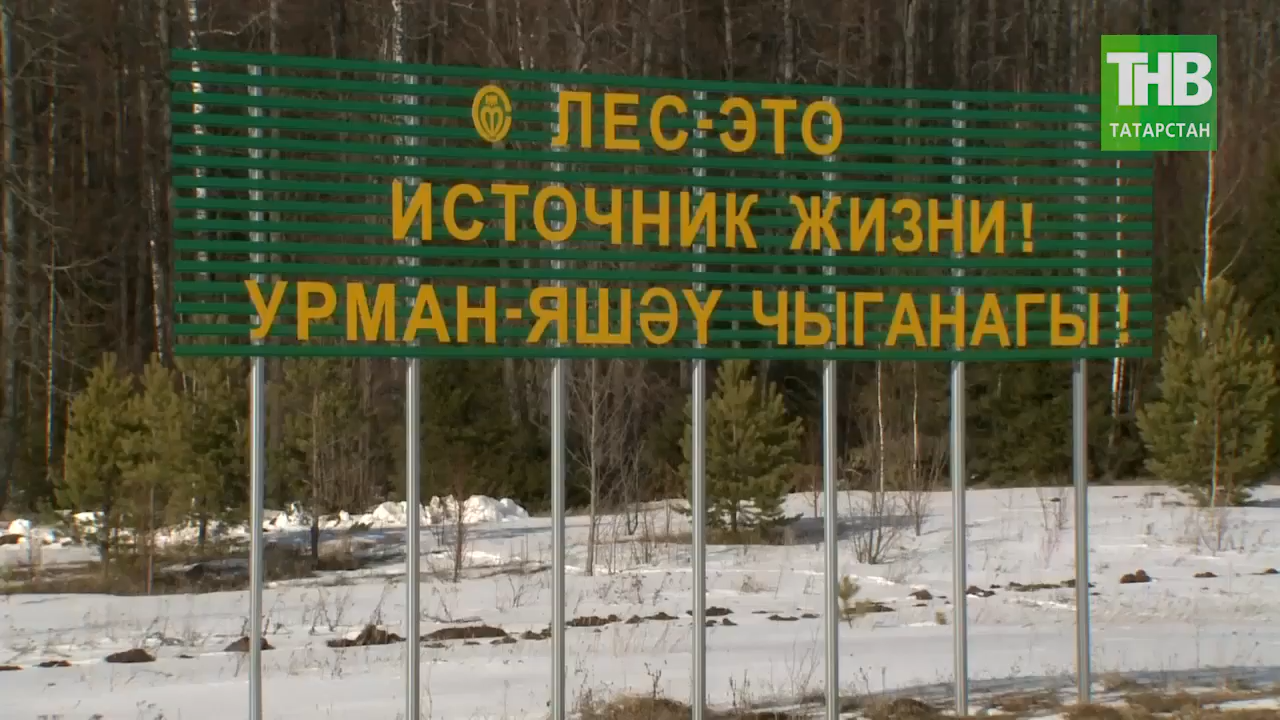 ТНВ
ТАТАРСТАН
ЛЕС-ЭТО
ИСТОЧНИК ЖИЗНИ!
УРМАН-ЯШӘҮ ЧЫГАНАГЫ!